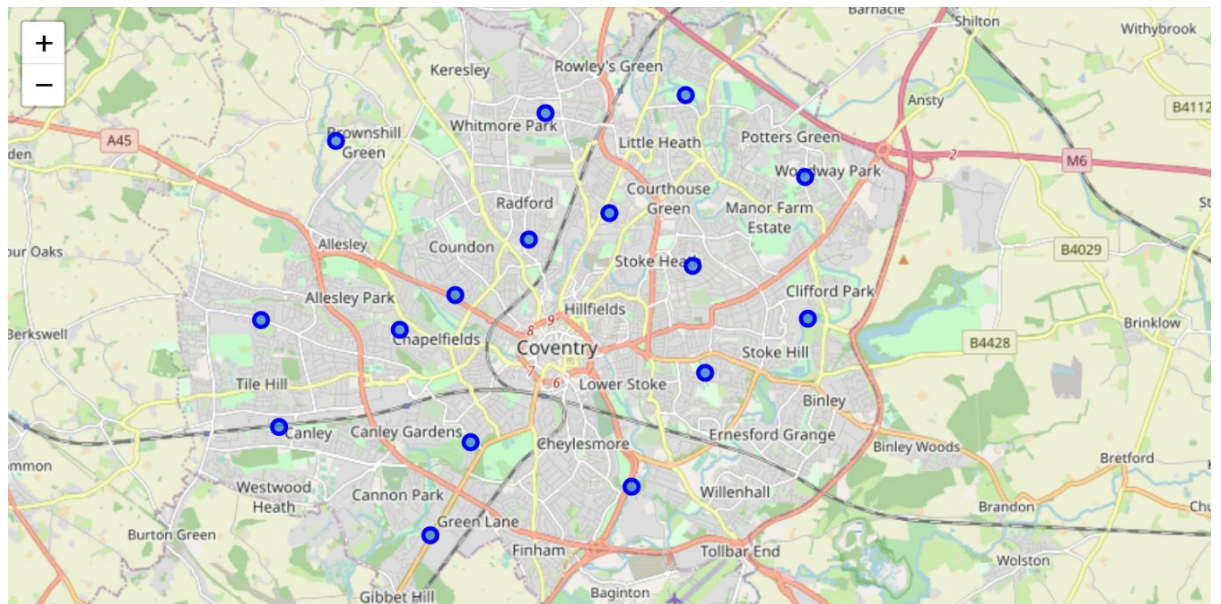 +
−
Barnacle
Shilton
Withybrook
Keresley
Rowley's Green
Ansty
B4112
A45
Brownshill
Green
Whitmore Park
Little Heath
Potters Green
2
M6
Woodway Park
Radford
Courthouse
Green
Manor Farm
Estate
Allesley
Coundon
Stoke Heath
B4029
our Oaks
Allesley Park
Hillfields
Clifford Park
Berkswell
Chapelfields
8
9
Coventry
Brinklow
B4428
Stoke Hill
Tile Hill
6
Lower Stoke
Binley
Canley
Canley Gardens
Cheylesmore
Ernesford Grange
Binley Woods
Bretford
Westwood
Heath
Cannon Park
Willenhall
Brandon
Green Lane
Burton Green
Finham
Tollbar End
Wolston
Gibbet Hill
Baginton